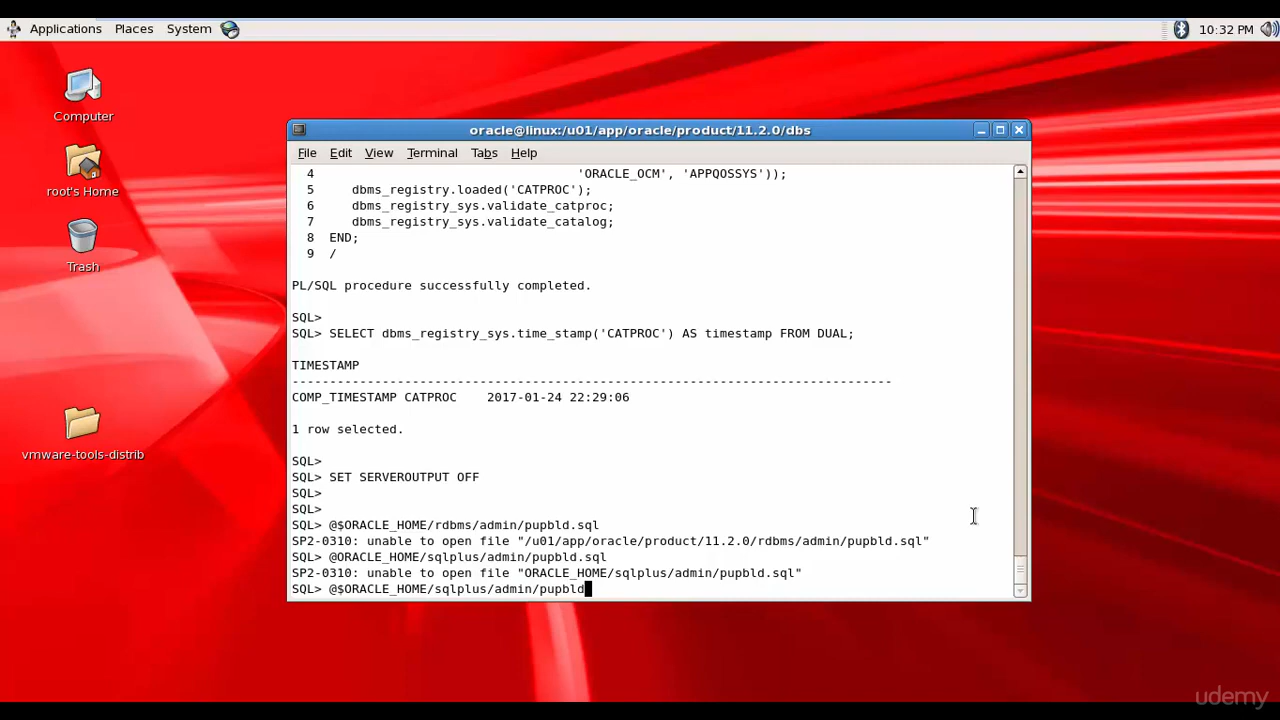 Applications Places System
10:32 PM
Computer
root's Home
Trash
vmware-tools-distrib
oracle@linux:/u01/app/oracle/product/11.2.0/dbs
File Edit View Terminal Tabs Help
4 'ORACLE_OCM', 'APPQOSSYS'));
5 dbms_registry.loaded('CATPROC');
6 dbms_registry_sys.validate_catproc;
7 dbms_registry_sys.validate_catalog;
8 END;
9 /
PL/SQL procedure successfully completed.
SQL>
SQL> SELECT dbms_registry_sys.time_stamp('CATPROC') AS timestamp FROM DUAL;
TIMESTAMP
--------------------------------------------------------------------------------
COMP_TIMESTAMP CATPROC    2017-01-24 22:29:06
1 row selected.
SQL>
SQL> SET SERVEROUTPUT OFF
SQL>
SQL>
SQL> @$ORACLE_HOME/rdbms/admin/pupbld.sql
SP2-0310: unable to open file "/u01/app/oracle/product/11.2.0/rdbms/admin/pupbld.sql"
SQL> @ORACLE_HOME/sqlplus/admin/pupbld.sql
SP2-0310: unable to open file "ORACLE_HOME/sqlplus/admin/pupbld.sql"
SQL> @$ORACLE_HOME/sqlplus/admin/pupbld
udemy